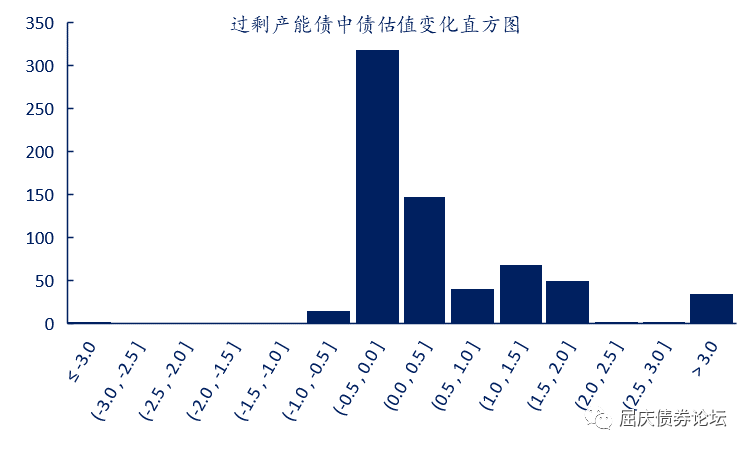 过剩产能债中债估值变化直方图
350
300
250
200
150
100
50
0
≤ -3.0
(-3.0 , -2.5]
(-2.5 , -2.0]
(-2.0 , -1.5]
(-1.5 , -1.0]
(-1.0 , -0.5]
(-0.5 , 0.0]
(0.0 , 0.5]
(0.5 , 1.0]
(1.0 , 1.5]
(1.5 , 2.0]
(2.0 , 2.5]
(2.5 , 3.0]
> 3.0
屈庆债券论坛